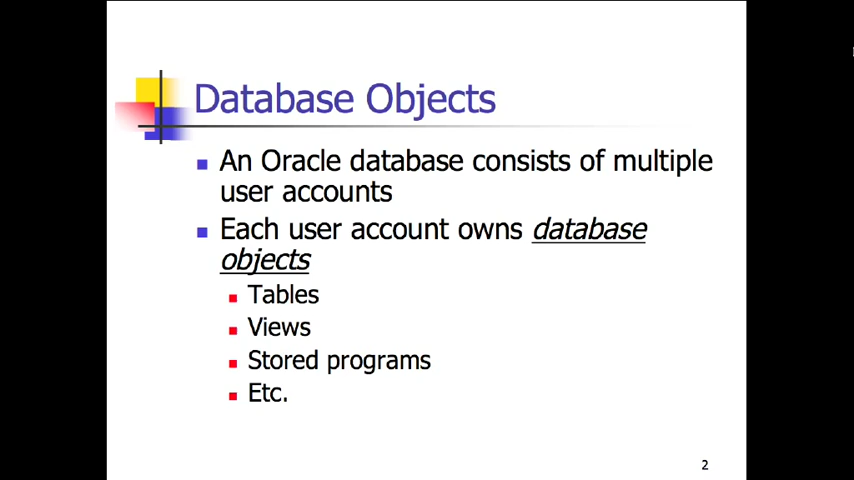 Database Objects
An Oracle database consists of multiple
user accounts
Each user account owns database
objects
Tables
Views
Stored programs
Etc.
2